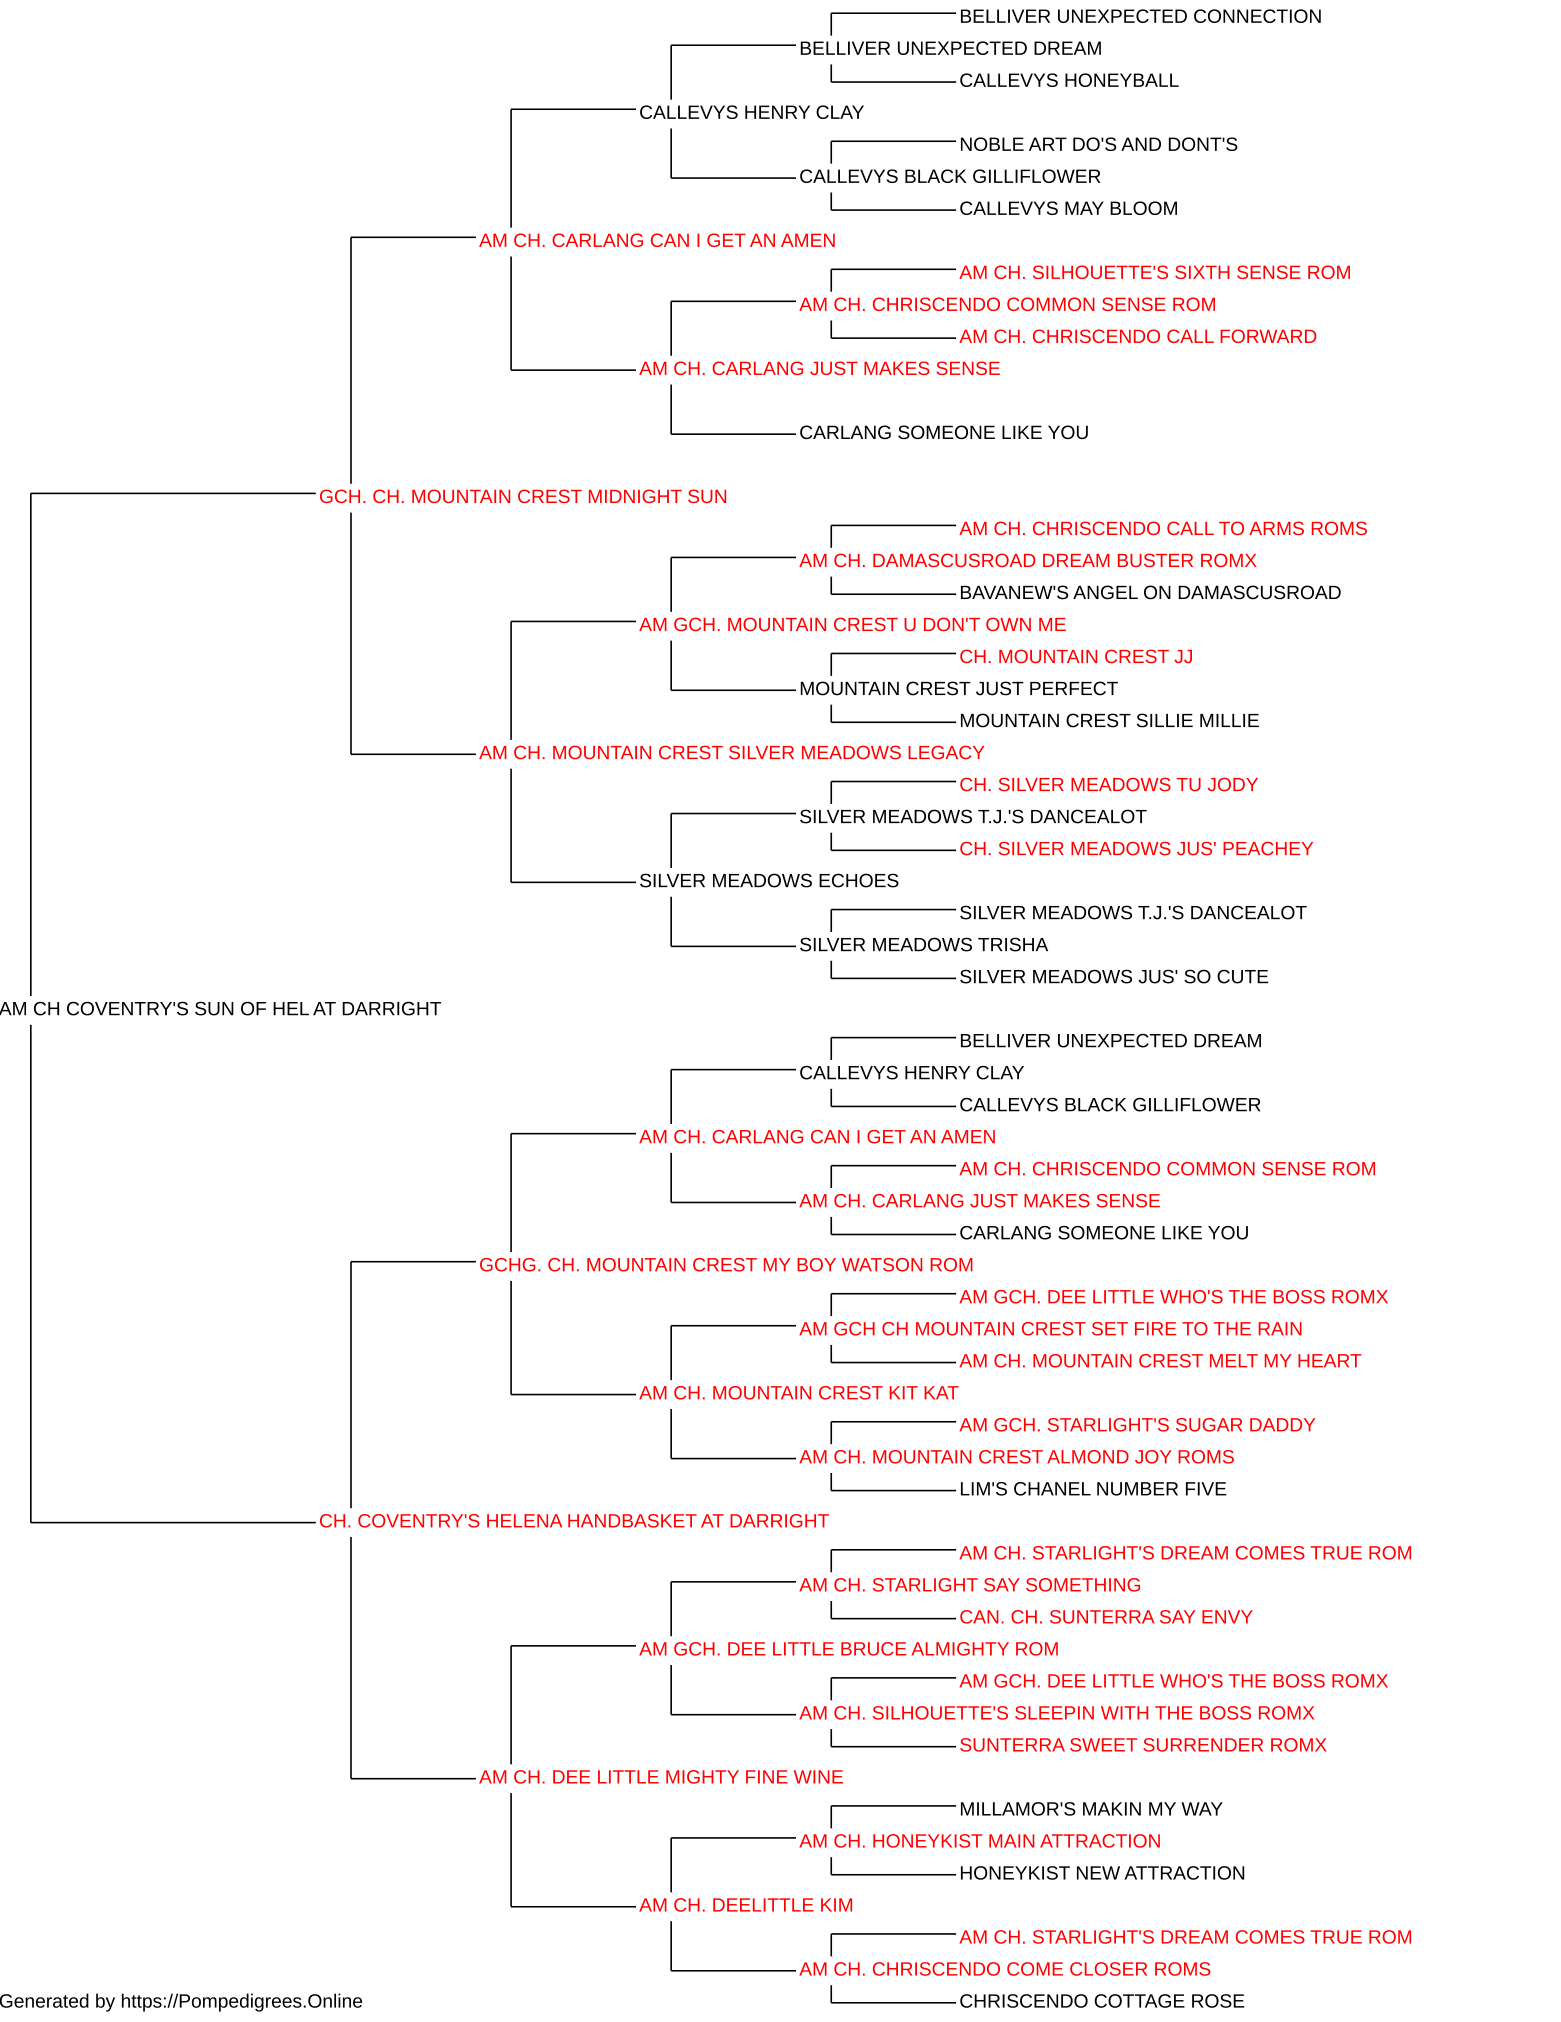 BELLIVER UNEXPECTED CONNECTION
BELLIVER UNEXPECTED DREAM
CALLEVYS HONEYBALL
CALLEVYS HENRY CLAY
NOBLE ART DO'S AND DONT'S
CALLEVYS BLACK GILLIFLOWER
CALLEVYS MAY BLOOM
AM CH. CARLANG CAN I GET AN AMEN
AM CH. SILHOUETTE'S SIXTH SENSE ROM
AM CH. CHRISCENDO COMMON SENSE ROM
AM CH. CHRISCENDO CALL FORWARD
AM CH. CARLANG JUST MAKES SENSE
CARLANG SOMEONE LIKE YOU
GCH. CH. MOUNTAIN CREST MIDNIGHT SUN
AM CH. CHRISCENDO CALL TO ARMS ROMS
AM CH. DAMASCUSROAD DREAM BUSTER ROMX
BAVANEW'S ANGEL ON DAMASCUSROAD
AM GCH. MOUNTAIN CREST U DON'T OWN ME
CH. MOUNTAIN CREST JJ
MOUNTAIN CREST JUST PERFECT
MOUNTAIN CREST SILLIE MILLIE
AM CH. MOUNTAIN CREST SILVER MEADOWS LEGACY
CH. SILVER MEADOWS TU JODY
SILVER MEADOWS T.J.'S DANCEALOT
CH. SILVER MEADOWS JUS' PEACHEY
SILVER MEADOWS ECHOES
SILVER MEADOWS T.J.'S DANCEALOT
SILVER MEADOWS TRISHA
SILVER MEADOWS JUS' SO CUTE
AM CH COVENTRY'S SUN OF HEL AT DARRIGHT
BELLIVER UNEXPECTED DREAM
CALLEVYS HENRY CLAY
CALLEVYS BLACK GILLIFLOWER
AM CH. CARLANG CAN I GET AN AMEN
AM CH. CHRISCENDO COMMON SENSE ROM
AM CH. CARLANG JUST MAKES SENSE
CARLANG SOMEONE LIKE YOU
GCHG. CH. MOUNTAIN CREST MY BOY WATSON ROM
AM GCH. DEE LITTLE WHO'S THE BOSS ROMX
AM GCH CH MOUNTAIN CREST SET FIRE TO THE RAIN
AM CH. MOUNTAIN CREST MELT MY HEART
AM CH. MOUNTAIN CREST KIT KAT
AM GCH. STARLIGHT'S SUGAR DADDY
AM CH. MOUNTAIN CREST ALMOND JOY ROMS
LIM'S CHANEL NUMBER FIVE
CH. COVENTRY'S HELENA HANDBASKET AT DARRIGHT
AM CH. STARLIGHT'S DREAM COMES TRUE ROM
AM CH. STARLIGHT SAY SOMETHING
CAN. CH. SUNTERRA SAY ENVY
AM GCH. DEE LITTLE BRUCE ALMIGHTY ROM
AM GCH. DEE LITTLE WHO'S THE BOSS ROMX
AM CH. SILHOUETTE'S SLEEPIN WITH THE BOSS ROMX
SUNTERRA SWEET SURRENDER ROMX
AM CH. DEE LITTLE MIGHTY FINE WINE
MILLAMOR'S MAKIN MY WAY
AM CH. HONEYKIST MAIN ATTRACTION
HONEYKIST NEW ATTRACTION
AM CH. DEELITTLE KIM
AM CH. STARLIGHT'S DREAM COMES TRUE ROM
AM CH. CHRISCENDO COME CLOSER ROMS
CHRISCENDO COTTAGE ROSE
Generated by https://Pompedigrees.Online